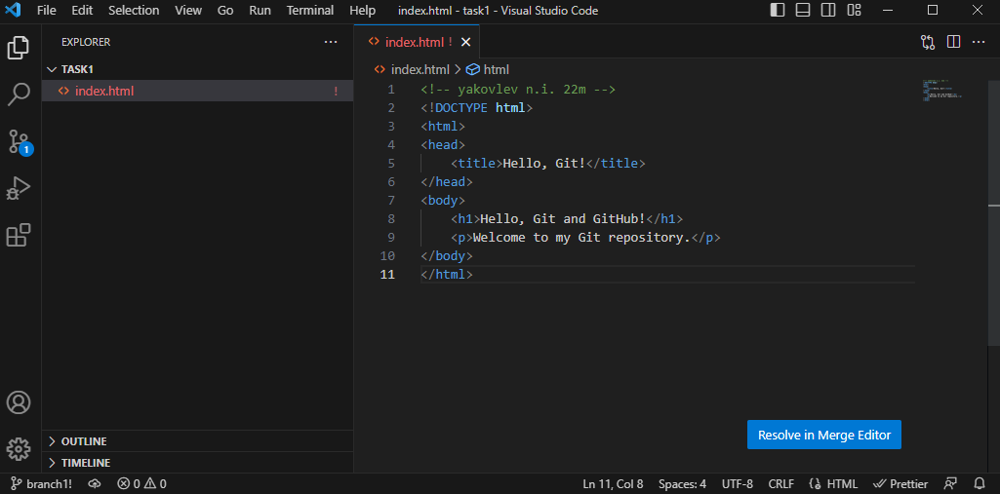 File Edit Selection View Go Run Terminal Help index.html - task1 - Visual Studio Code
EXPLORER
TASK1
index.html !
1
OUTLINE
TIMELINE
index.html !
index.html > html
1 <!-- yakovlev n.i. 22m -->
2 <!DOCTYPE html>
3 <html>
4 <head>
5 <title>Hello, Git!</title>
6 </head>
7 <body>
8 <h1>Hello, Git and GitHub!</h1>
9 <p>Welcome to my Git repository.</p>
10 </body>
11 </html>
Resolve in Merge Editor
branch1! 0 0 Ln 11, Col 8 Spaces: 4 UTF-8 CRLF HTML Prettier